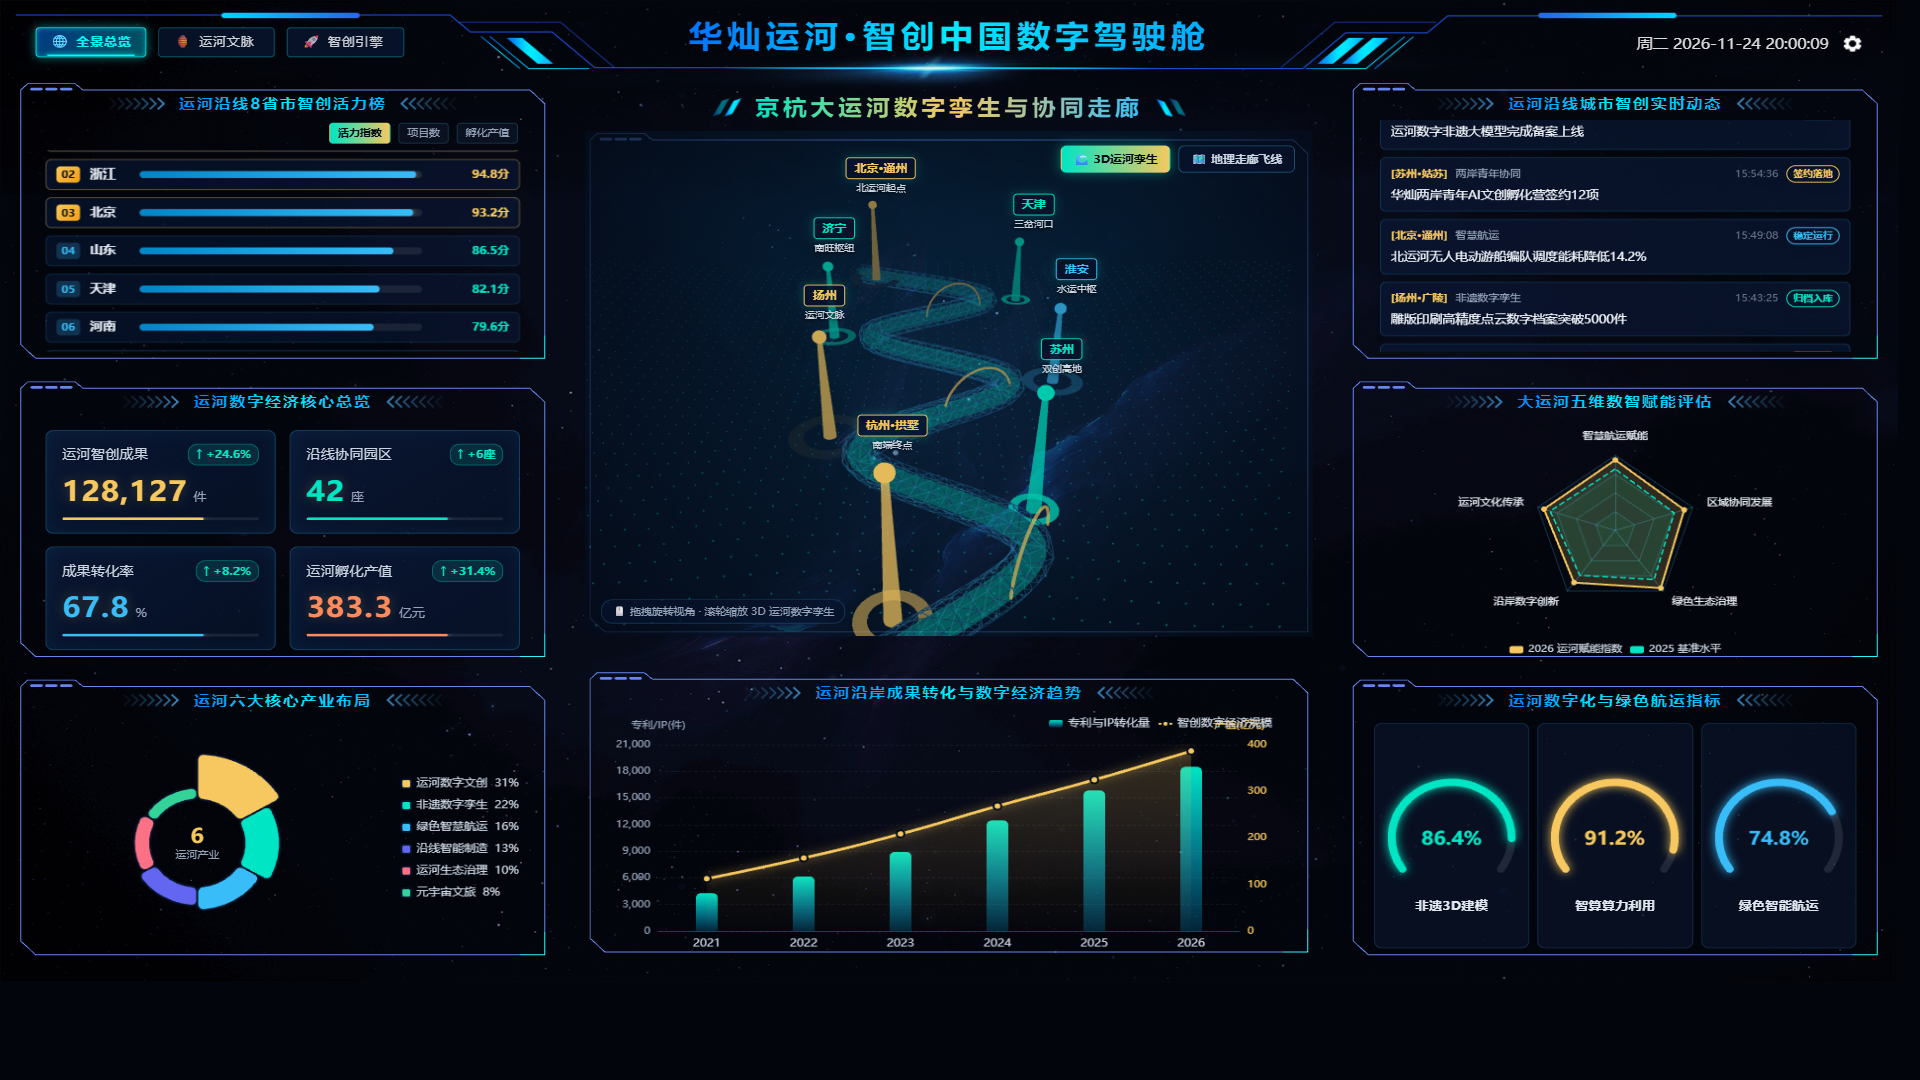 全景总览
运河文脉
智创引擎
华灿运河·智创中国数字驾驶舱
周二 2026-11-24 20:00:09
运河沿线8省市智创活力榜
活力指数
项目数
孵化产值
02 浙江 94.8分
03 北京 93.2分
04 山东 86.5分
05 天津 82.1分
06 河南 79.6分
运河数字经济核心总览
运河智创成果 ↑ +24.6%
128,127 件
沿线协同园区 ↑ +6座
42 座
成果转化率 ↑ +8.2%
67.8 %
运河孵化产值 ↑ +31.4%
383.3 亿元
运河六大核心产业布局
6
运河产业
运河数字文创 31%
非遗数字孪生 22%
绿色智慧航运 16%
沿线智能制造 13%
运河生态治理 10%
元宇宙文旅 8%
京杭大运河数字孪生与协同走廊
3D运河孪生
地理走廊飞线
北京·通州
北运河起点
天津
三岔河口
济宁
南旺枢纽
淮安
水运中枢
扬州
运河文脉
苏州
双创高地
杭州·拱墅
南端终点
拖拽旋转视角 · 滚轮缩放 3D 运河数字孪生
运河沿岸成果转化与数字经济趋势
专利/IP(件)
专利与IP转化量
智创数字经济规模
21,000
18,000
15,000
12,000
9,000
6,000
3,000
0
400
300
200
100
0
2021
2022
2023
2024
2025
2026
运河沿线城市智创实时动态
运河数字非遗大模型完成备案上线
[苏州·姑苏] 两岸青年协同 15:54:36 签约落地
华灿两岸青年AI文创孵化营签约12项
[北京·通州] 智慧航运 15:49:08 稳定运行
北运河无人电动游船编队调度能耗降低14.2%
[扬州·广陵] 非遗数字孪生 15:43:25 归档入库
雕版印刷高精度点云数字档案突破5000件
大运河五维数智赋能评估
智慧航运赋能
区域协同发展
绿色生态治理
沿岸数字创新
运河文化传承
2026 运河赋能指数
2025 基准水平
运河数字化与绿色航运指标
86.4%
非遗3D建模
91.2%
智算算力利用
74.8%
绿色智能航运